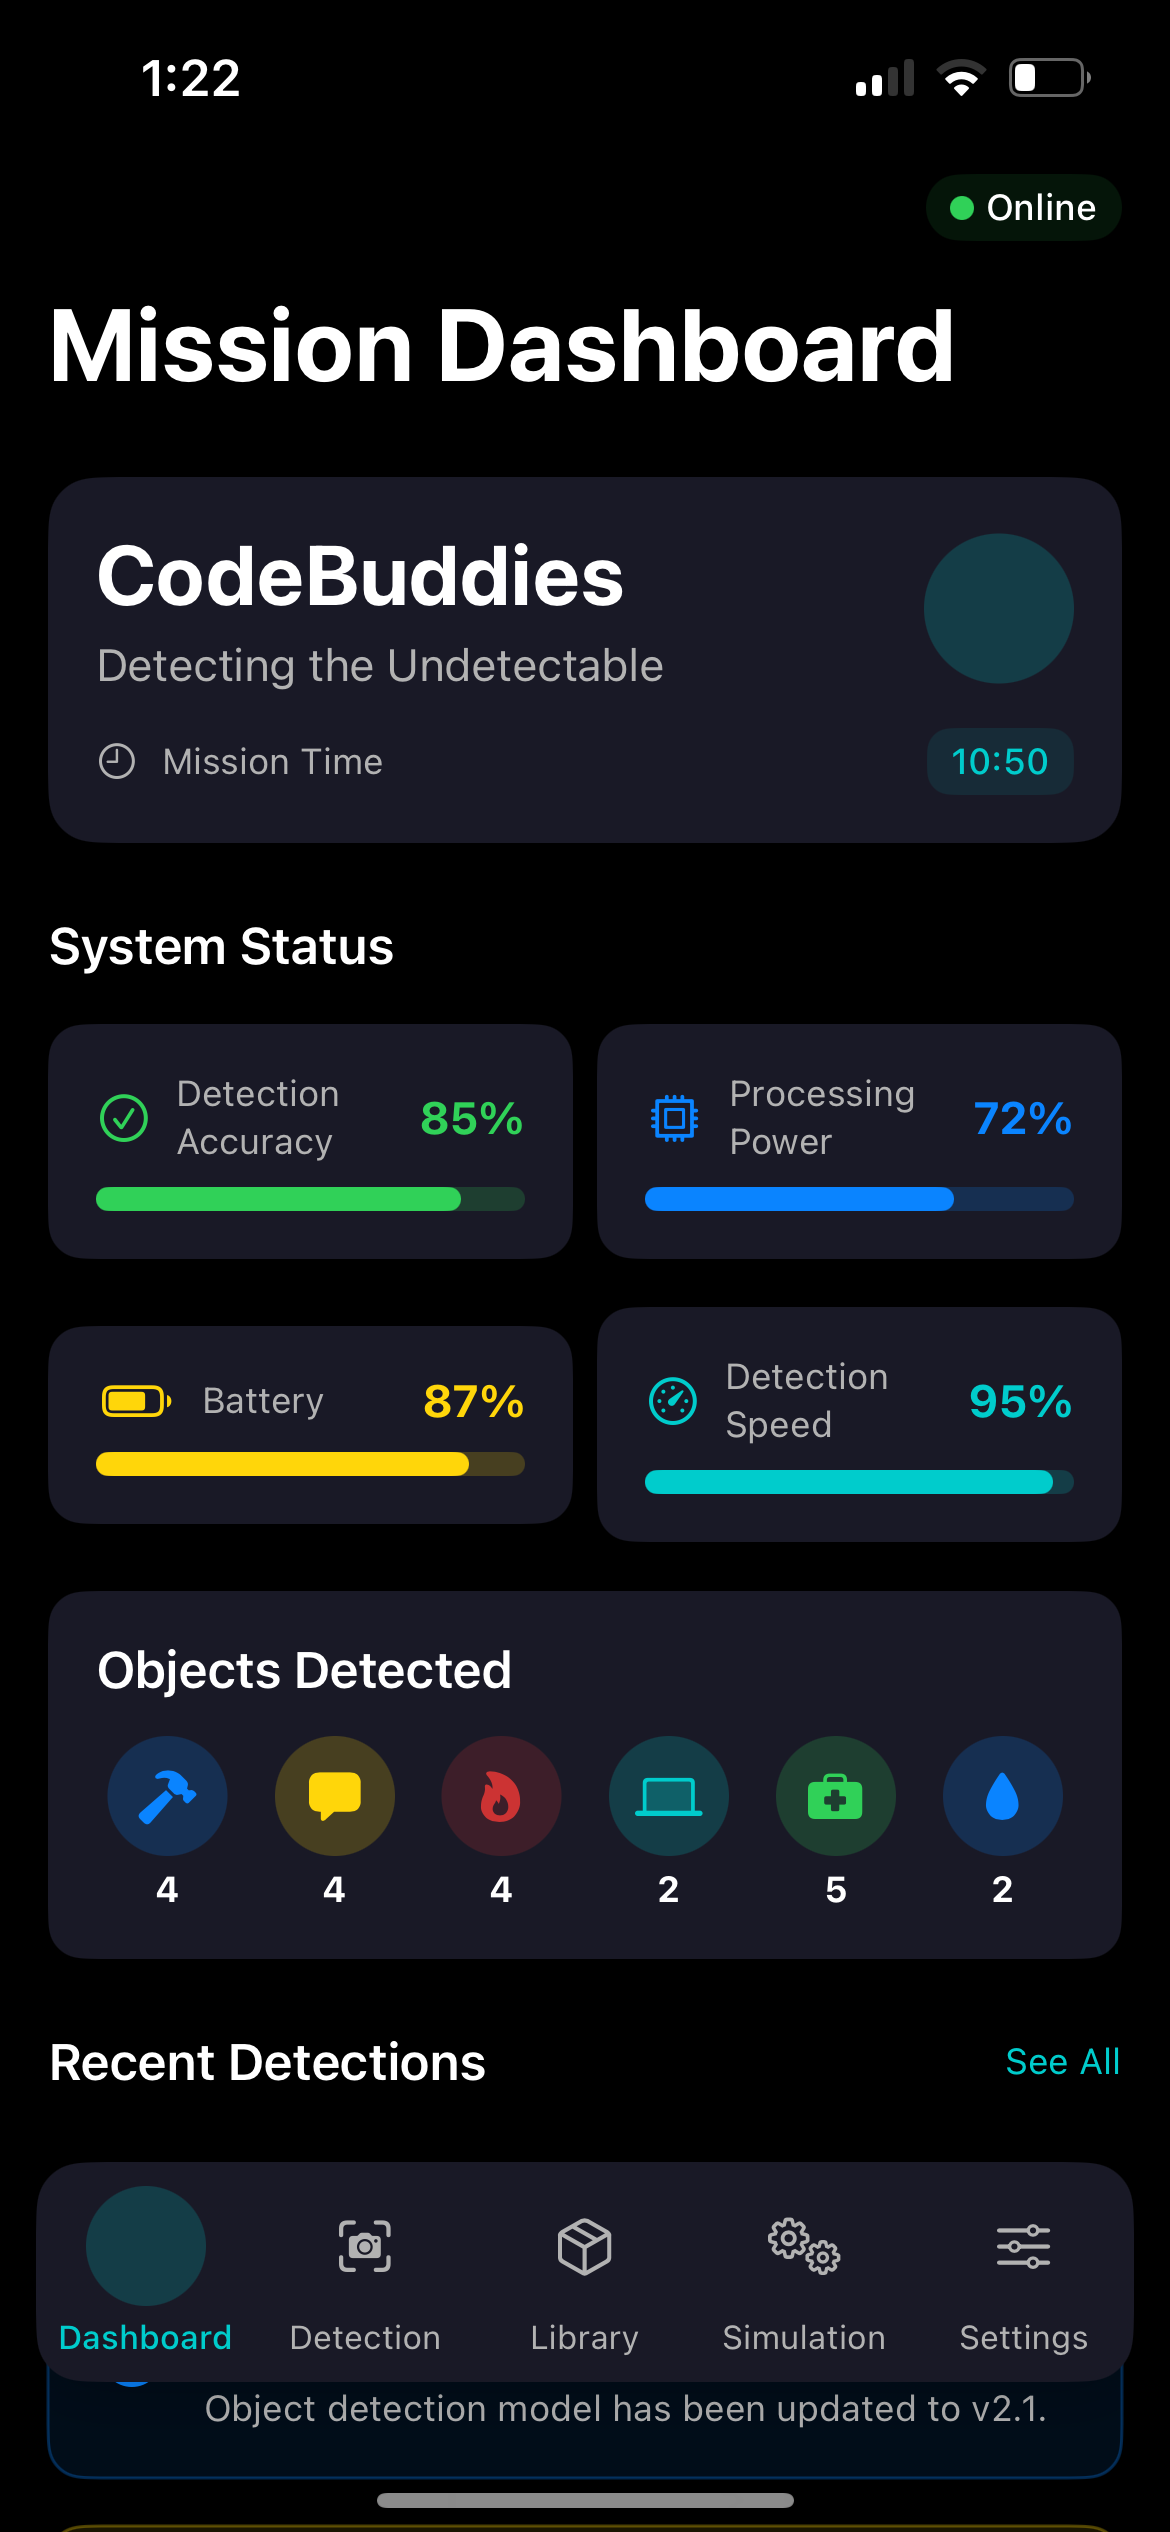 1:22
Online
Mission Dashboard
CodeBuddies
Detecting the Undetectable
Mission Time
10:50
System Status
Detection
Accuracy
85%
Processing
Power
72%
Battery
87%
Detection
Speed
95%
Objects Detected
4
4
4
2
5
2
Recent Detections
See All
Dashboard
Detection
Library
Simulation
Settings
Object detection model has been updated to v2.1.